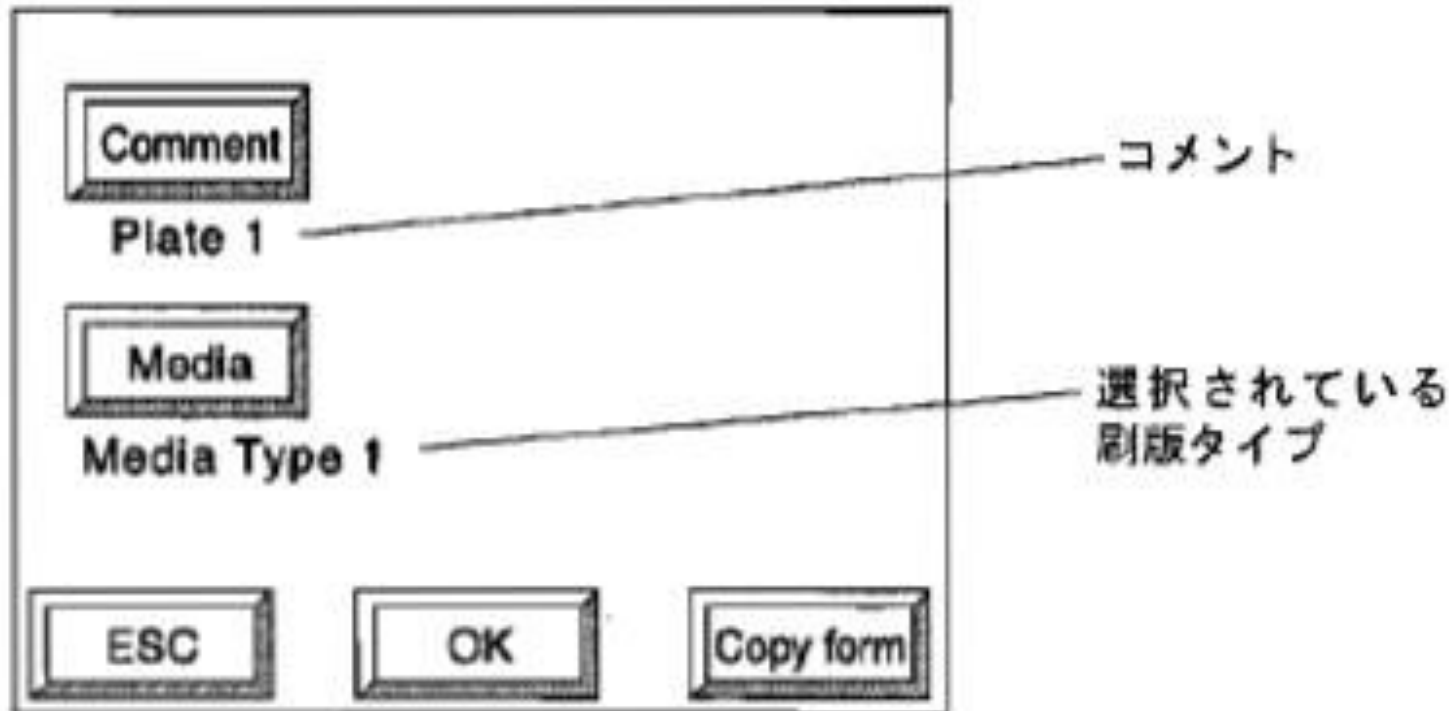 Comment
Plate 1
コメント
Media
Media Type 1
選択されている
刷版タイプ
ESC
OK
Copy form